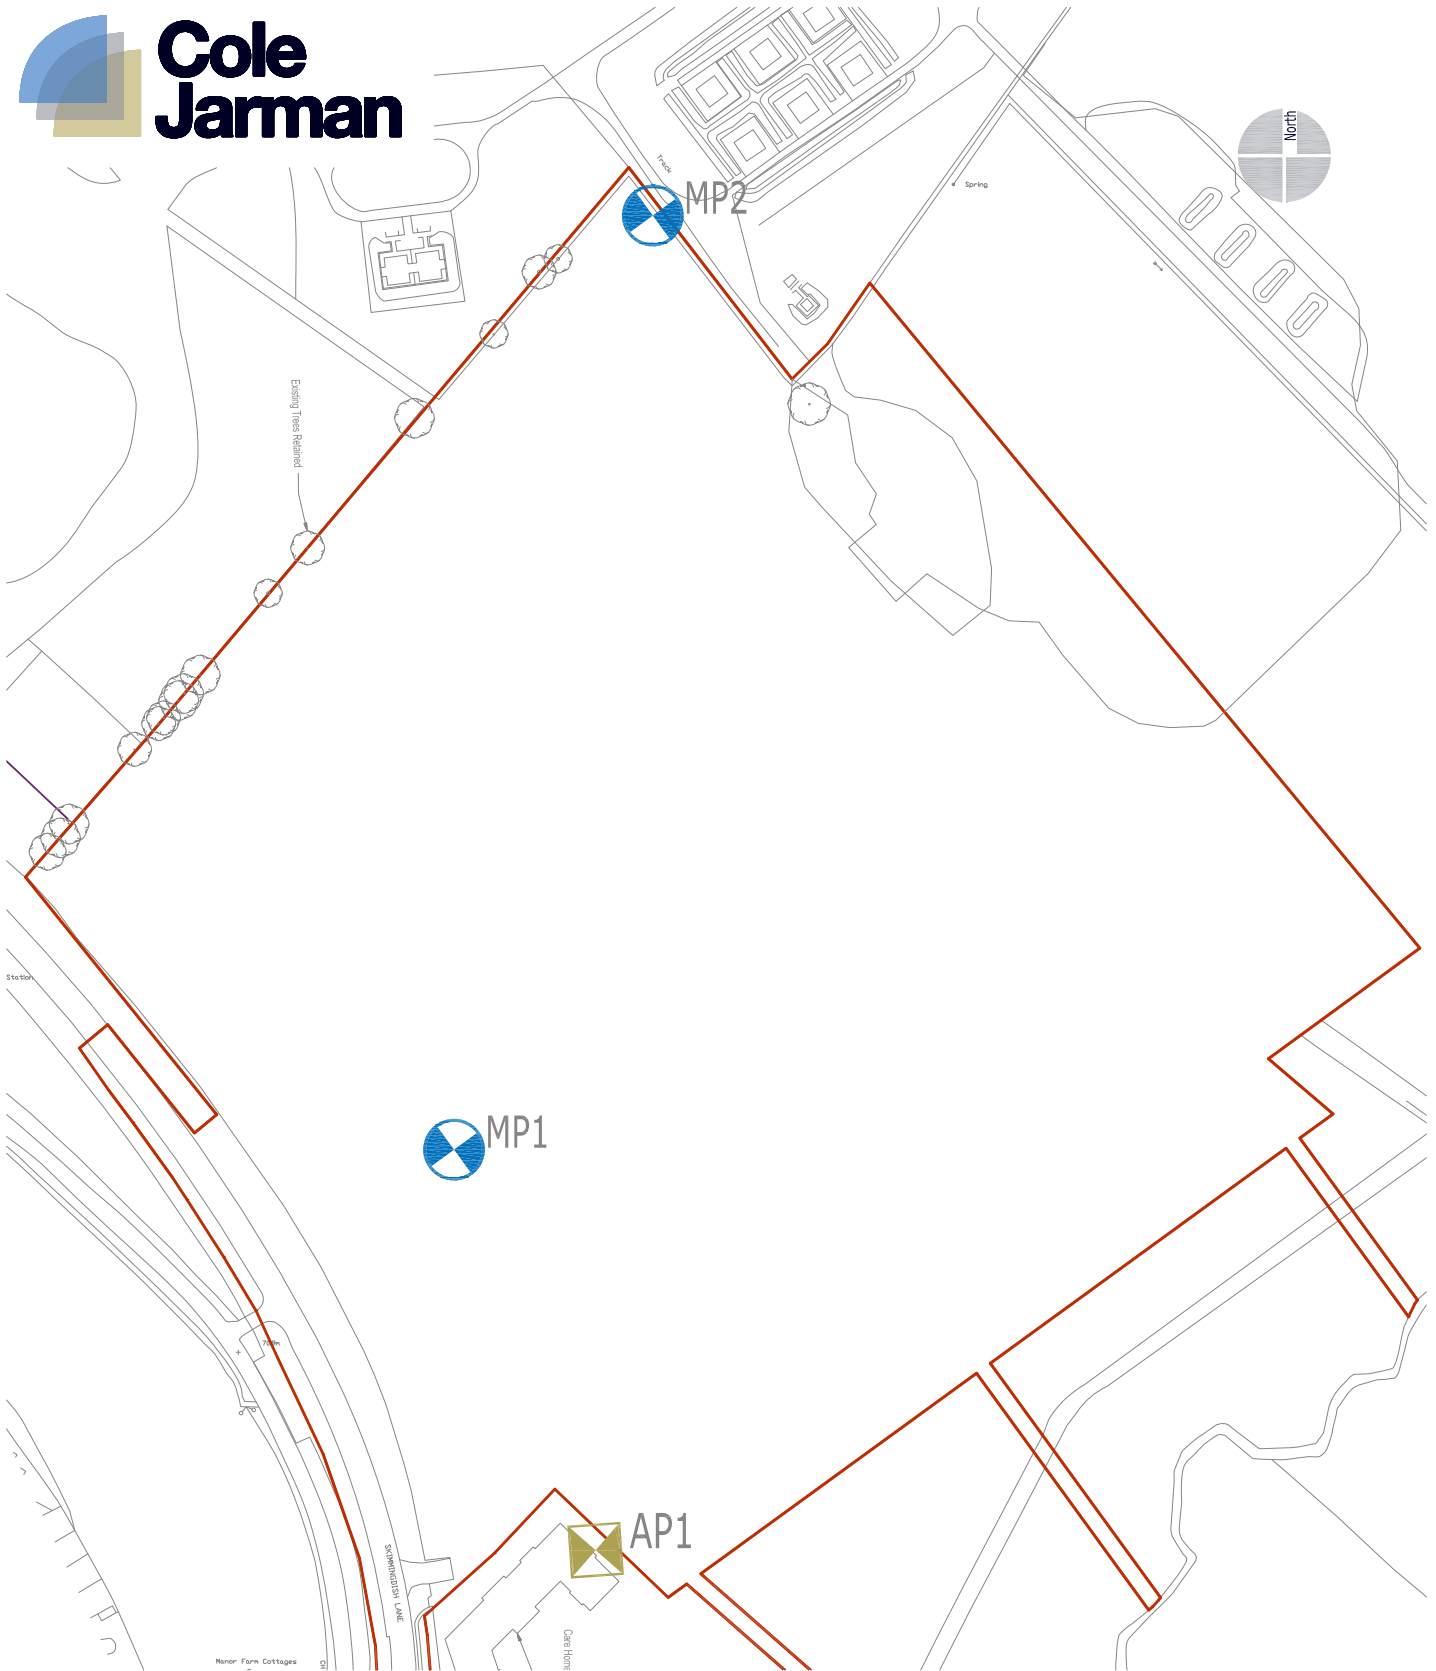 Cole
Jarman
North
Track
MP2
Spring
Existing Trees Retained
Station
MP1
AP1
SKIMMINGDISH LANE
Care Home
Manor Farm Cottages
CH